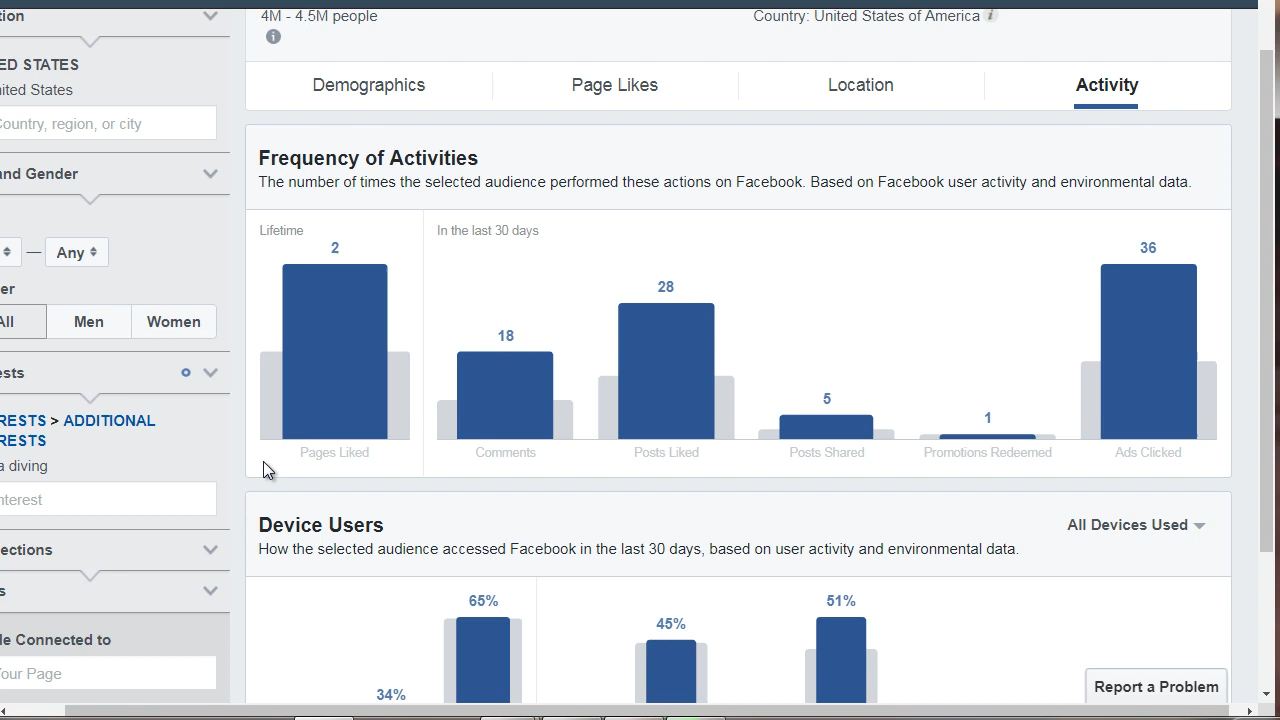 tion
ED STATES
ited States
Country, region, or city
and Gender
— Any
er
All Men Women
ests
RESTS > ADDITIONAL
RESTS
a diving
nterest
ections
s
le Connected to
Your Page
4M - 4.5M people
Country: United States of America
Demographics Page Likes Location Activity
Frequency of Activities
The number of times the selected audience performed these actions on Facebook. Based on Facebook user activity and environmental data.
Lifetime
In the last 30 days
2
18
28
5
1
36
Pages Liked Comments Posts Liked Posts Shared Promotions Redeemed Ads Clicked
Device Users
All Devices Used
How the selected audience accessed Facebook in the last 30 days, based on user activity and environmental data.
34%
65%
45%
51%
Report a Problem